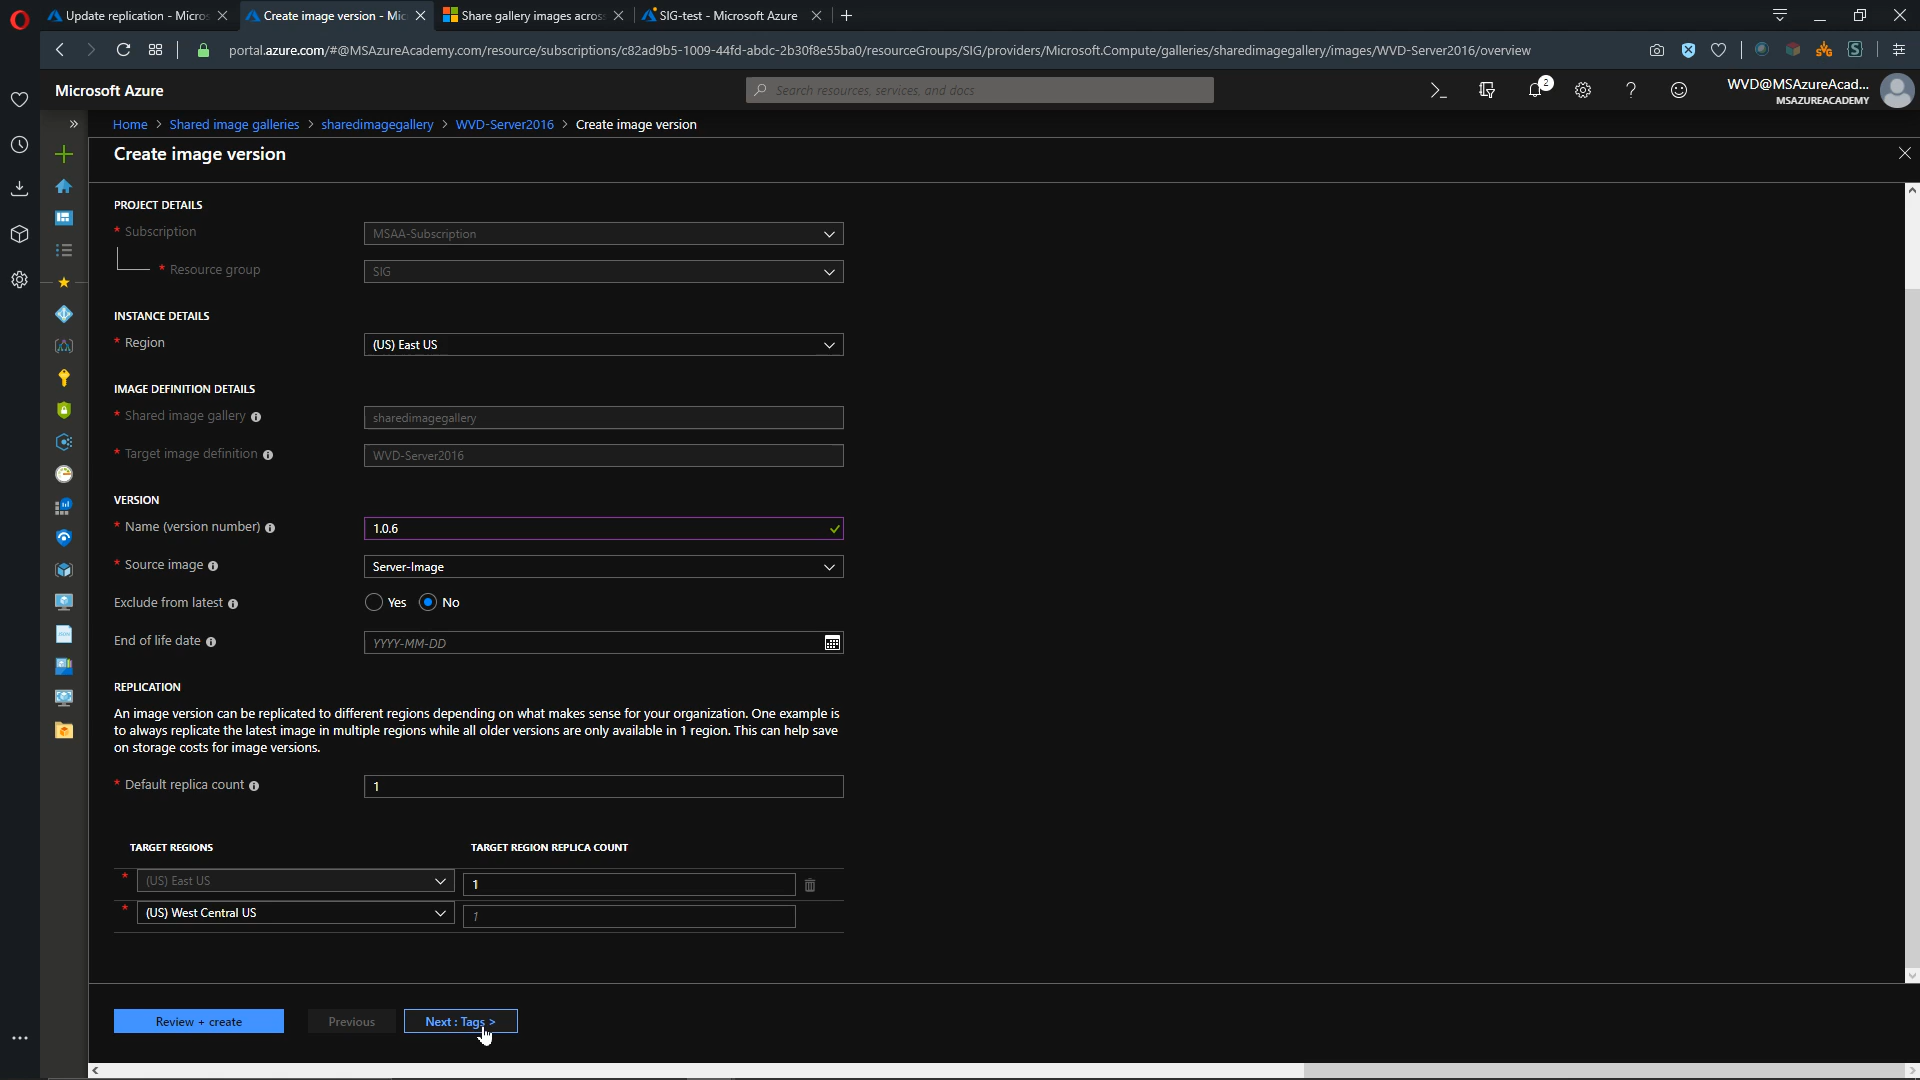 Update replication - Micros
Create image version - Mic
Share gallery images acros
SIG-test - Microsoft Azure
portal.azure.com/#@MSAzureAcademy.com/resource/subscriptions/c82ad9b5-1009-44fd-abdc-2b30f8e55ba0/resourceGroups/SIG/providers/Microsoft.Compute/galleries/sharedimagegallery/images/WVD-Server2016/overview
Microsoft Azure
Search resources, services, and docs
2
WVD@MSAzureAcad...
MSAZUREACADEMY
Home > Shared image galleries > sharedimagegallery > WVD-Server2016 > Create image version
Create image version
PROJECT DETAILS
* Subscription
MSAA-Subscription
* Resource group
SIG
INSTANCE DETAILS
* Region
(US) East US
IMAGE DEFINITION DETAILS
* Shared image gallery
sharedimagegallery
* Target image definition
WVD-Server2016
VERSION
* Name (version number)
1.0.6
* Source image
Server-Image
Exclude from latest
Yes No
End of life date
YYYY-MM-DD
REPLICATION
An image version can be replicated to different regions depending on what makes sense for your organization. One example is
to always replicate the latest image in multiple regions while all older versions are only available in 1 region. This can help save
on storage costs for image versions.
* Default replica count
1
TARGET REGIONS TARGET REGION REPLICA COUNT
* (US) East US 1
* (US) West Central US 1
Review + create Previous Next : Tags >